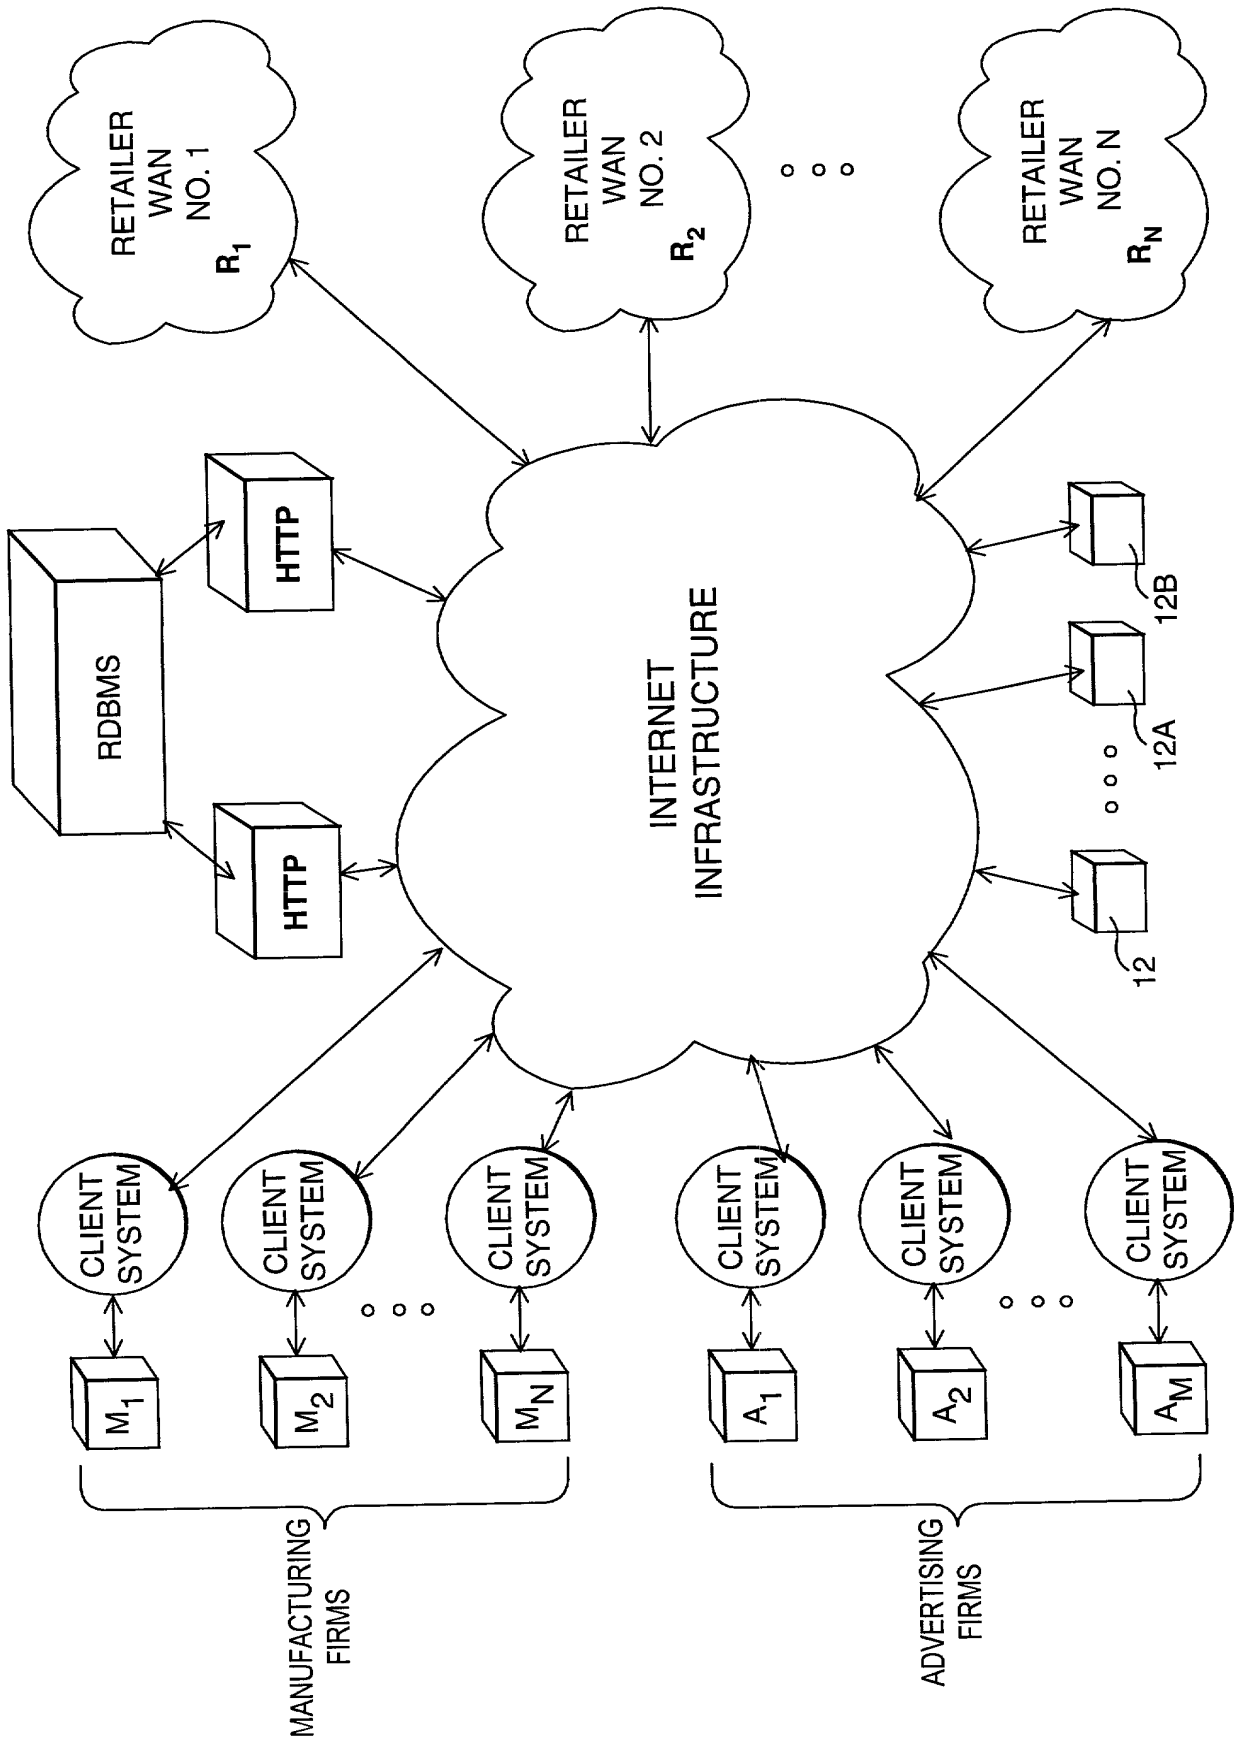 MANUFACTURING
FIRMS
M1
CLIENT
SYSTEM
M2
CLIENT
SYSTEM
MN
CLIENT
SYSTEM
ADVERTISING
FIRMS
A1
CLIENT
SYSTEM
A2
CLIENT
SYSTEM
AM
CLIENT
SYSTEM
RDBMS
HTTP
HTTP
INTERNET
INFRASTRUCTURE
12
12A
12B
RETAILER
WAN
NO. 1
R1
RETAILER
WAN
NO. 2
R2
RETAILER
WAN
NO. N
RN